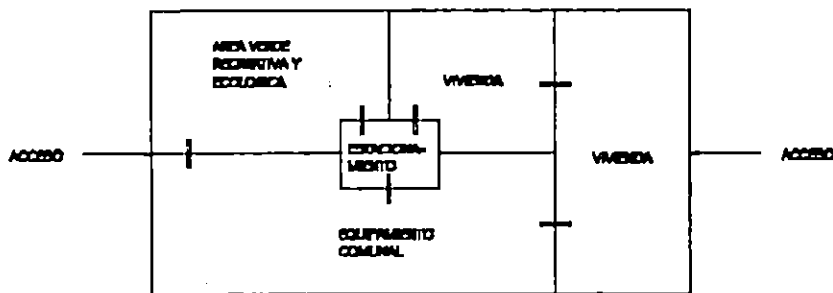 AREA VERDE
RECREATIVA Y
ECOLOGICA
VIVIENDA
ACCESO
ESTACIONA-
MIENTO
VIVIENDA
ACCESO
EQUIPAMIENTO
COMUNAL